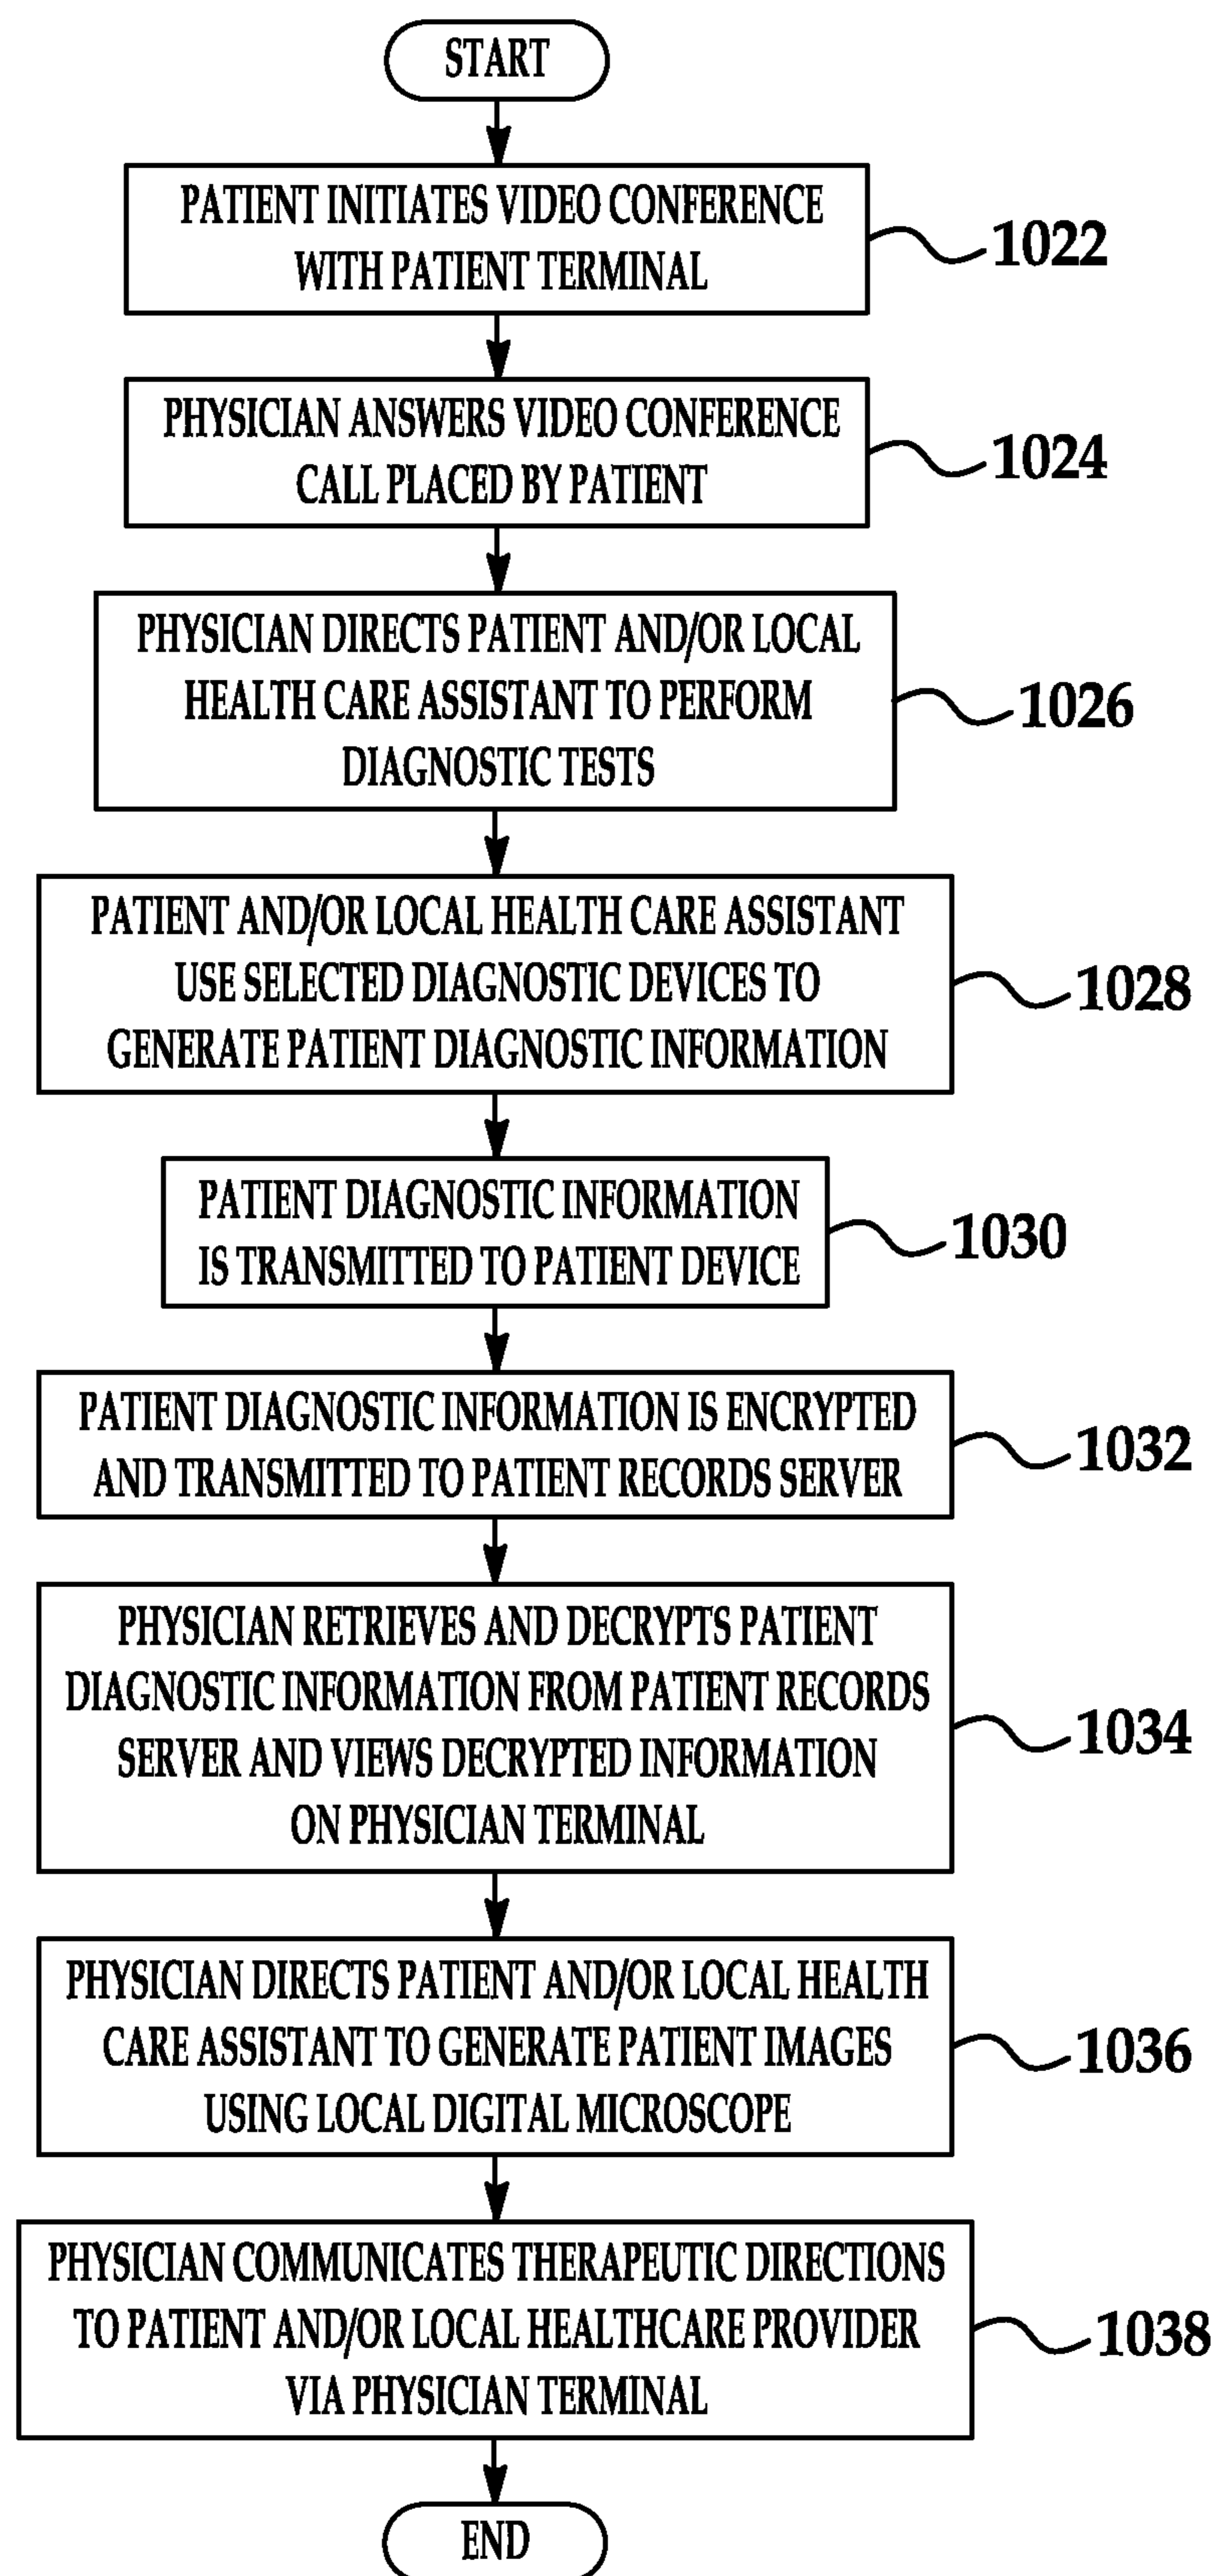 START
PATIENT INITIATES VIDEO CONFERENCE
WITH PATIENT TERMINAL
1022
PHYSICIAN ANSWERS VIDEO CONFERENCE
CALL PLACED BY PATIENT
1024
PHYSICIAN DIRECTS PATIENT AND/OR LOCAL
HEALTH CARE ASSISTANT TO PERFORM
DIAGNOSTIC TESTS
1026
PATIENT AND/OR LOCAL HEALTH CARE ASSISTANT
USE SELECTED DIAGNOSTIC DEVICES TO
GENERATE PATIENT DIAGNOSTIC INFORMATION
1028
PATIENT DIAGNOSTIC INFORMATION
IS TRANSMITTED TO PATIENT DEVICE
1030
PATIENT DIAGNOSTIC INFORMATION IS ENCRYPTED
AND TRANSMITTED TO PATIENT RECORDS SERVER
1032
PHYSICIAN RETRIEVES AND DECRYPTS PATIENT
DIAGNOSTIC INFORMATION FROM PATIENT RECORDS
SERVER AND VIEWS DECRYPTED INFORMATION
ON PHYSICIAN TERMINAL
1034
PHYSICIAN DIRECTS PATIENT AND/OR LOCAL HEALTH
CARE ASSISTANT TO GENERATE PATIENT IMAGES
USING LOCAL DIGITAL MICROSCOPE
1036
PHYSICIAN COMMUNICATES THERAPEUTIC DIRECTIONS
TO PATIENT AND/OR LOCAL HEALTHCARE PROVIDER
VIA PHYSICIAN TERMINAL
1038
END